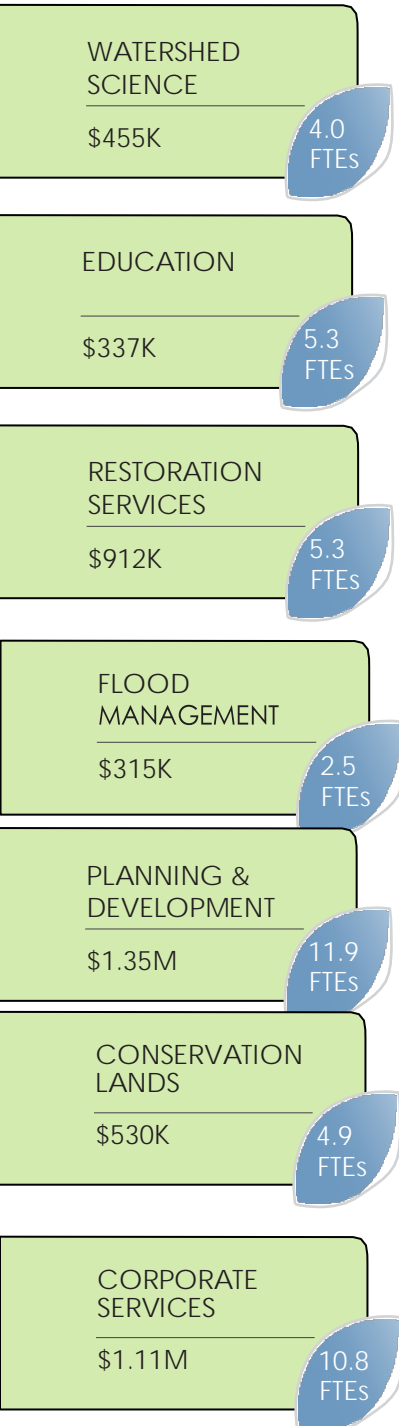 WATERSHED
SCIENCE
$455K
4.0
FTEs
EDUCATION
$337K
5.3
FTEs
RESTORATION
SERVICES
$912K
5.3
FTEs
FLOOD
MANAGEMENT
$315K
2.5
FTEs
PLANNING &
DEVELOPMENT
$1.35M
11.9
FTEs
CONSERVATION
LANDS
$530K
4.9
FTEs
CORPORATE
SERVICES
$1.11M
10.8
FTEs